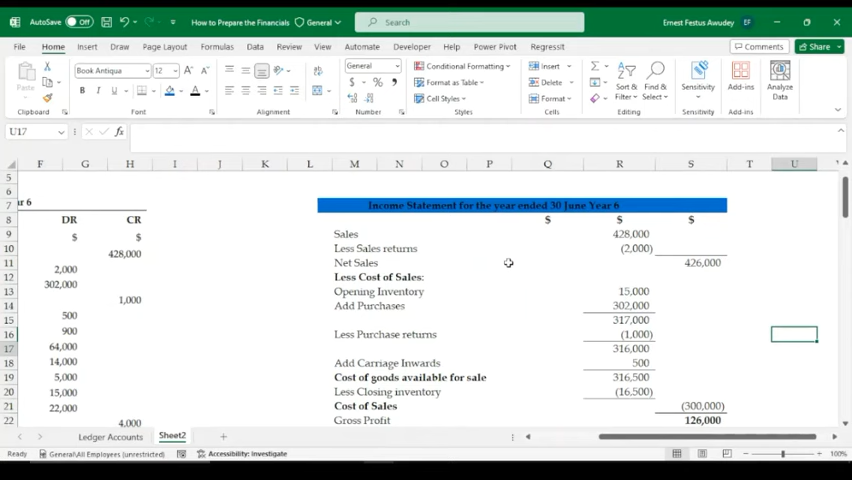 AutoSave Off How to Prepare the Financials General Search Ernest Festus Awudey EF
File Home Insert Draw Page Layout Formulas Data Review View Automate Developer Help Power Pivot Regressit Comments Share
Paste Book Antiqua 12 A A General Conditional Formatting Insert Sort & Find & Sensitivity Add-ins Analyze
B I U A $ % Format as Table Delete Filter Select Data
Cell Styles Format
Clipboard Font Alignment Number Styles Cells Editing Sensitivity Add-ins
U17 fx
F G H I J K L M N O P Q R S T U
5
6
7 ar 6 Income Statement for the year ended 30 June Year 6
8 DR CR $ $ $
9 $ $ Sales 428,000
10 428,000 Less Sales returns (2,000)
11 2,000 Net Sales 426,000
12 302,000 Less Cost of Sales:
13 1,000 Opening Inventory 15,000
14 Add Purchases 302,000
15 500 317,000
16 900 Less Purchase returns (1,000)
17 64,000 316,000
18 14,000 Add Carriage Inwards 500
19 5,000 Cost of goods available for sale 316,500
20 15,000 Less Closing inventory (16,500)
21 22,000 Cost of Sales (300,000)
22 4,000 Gross Profit 126,000
Ledger Accounts Sheet2
Ready General\All Employees (unrestricted) Accessibility: Investigate 100%